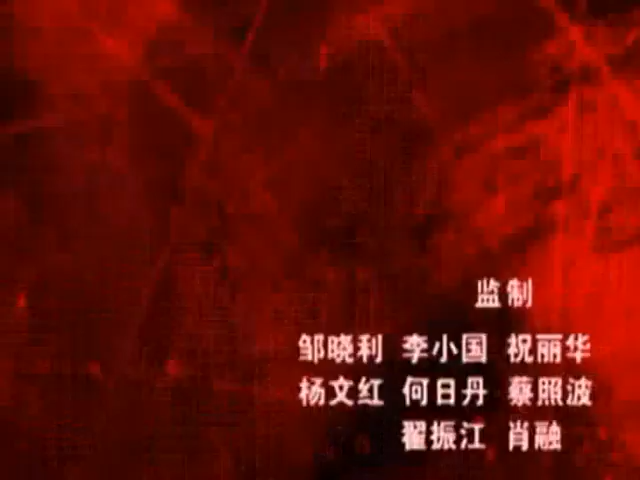 监制
邹晓利 李小国 祝丽华
杨文红 何日丹 蔡照波
翟振江 肖融